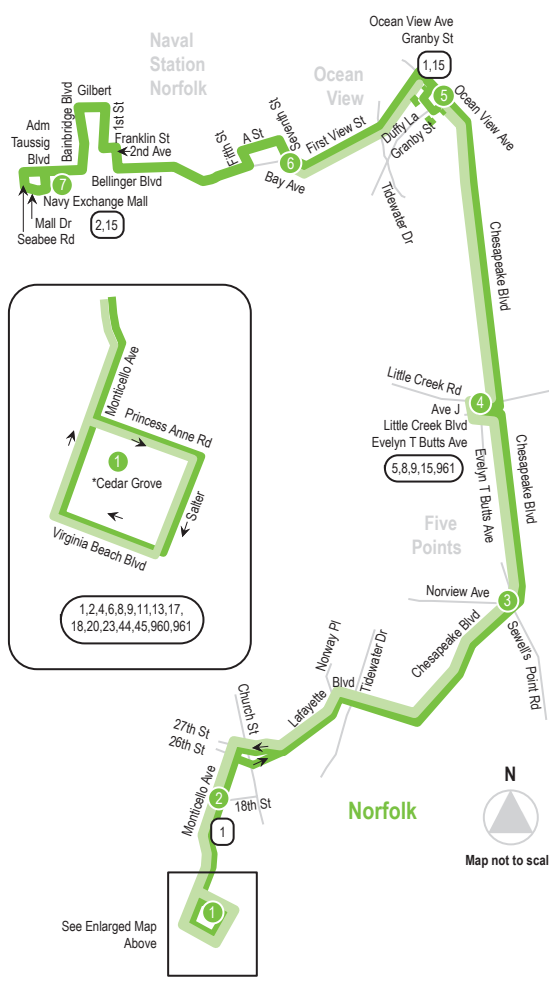 Ocean View Ave
Granby St
1,15
5
Ocean View Ave
Naval
Station
Norfolk
Ocean
View
Gilbert
Bainbridge Blvd
1st St
Adm
Taussig
Blvd
Franklin St
2nd Ave
Bellinger Blvd
7
Navy Exchange Mall
Mall Dr
Seabee Rd
2,15
Fifth St
A St
Seventh St
6
Bay Ave
First View St
Duffy La
Granby St
Tidewater Dr
Chesapeake Blvd
Little Creek Rd
4
Ave J
Little Creek Blvd
Evelyn T Butts Ave
5,8,9,15,961
Evelyn T Butts Ave
Chesapeake Blvd
Five
Points
Norview Ave
3
Sewell's Point Rd
Chesapeake Blvd
Monticello Ave
Princess Anne Rd
1
*Cedar Grove
Salter
Virginia Beach Blvd
1,2,4,6,8,9,11,13,17,
18,20,23,44,45,960,961
Norway Pl
Tidewater Dr
Lafayette Blvd
Church St
27th St
26th St
Monticello Ave
2
18th St
1
Norfolk
N
Map not to scal
1
See Enlarged Map
Above